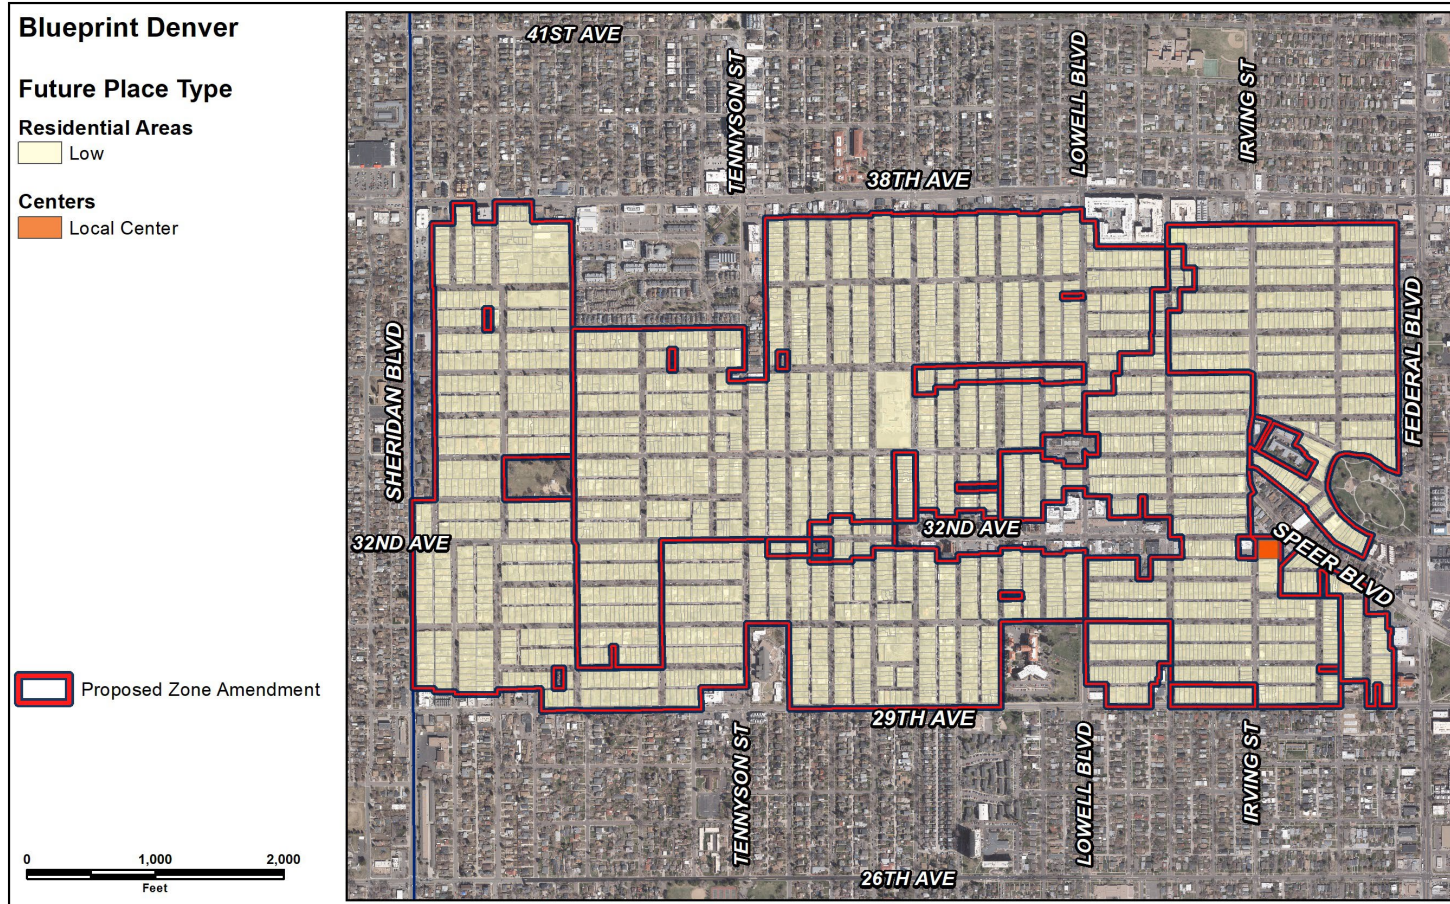 Blueprint Denver
Future Place Type
Residential Areas
Low
Centers
Local Center
Proposed Zone Amendment
0 1,000 2,000
Feet
41ST AVE
TENNYSON ST
LOWELL BLVD
IRVING ST
38TH AVE
SHERIDAN BLVD
FEDERAL BLVD
32ND AVE
32ND AVE
SPEER BLVD
29TH AVE
TENNYSON ST
LOWELL BLVD
IRVING ST
26TH AVE